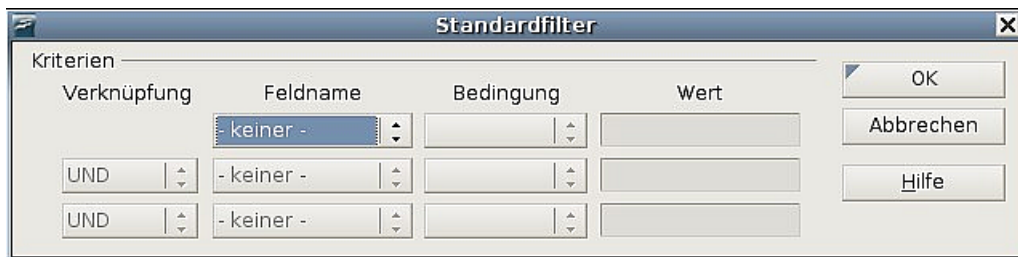 Standardfilter
Kriterien
Verknüpfung Feldname Bedingung Wert
- keiner -
UND - keiner -
UND - keiner -
OK
Abbrechen
Hilfe